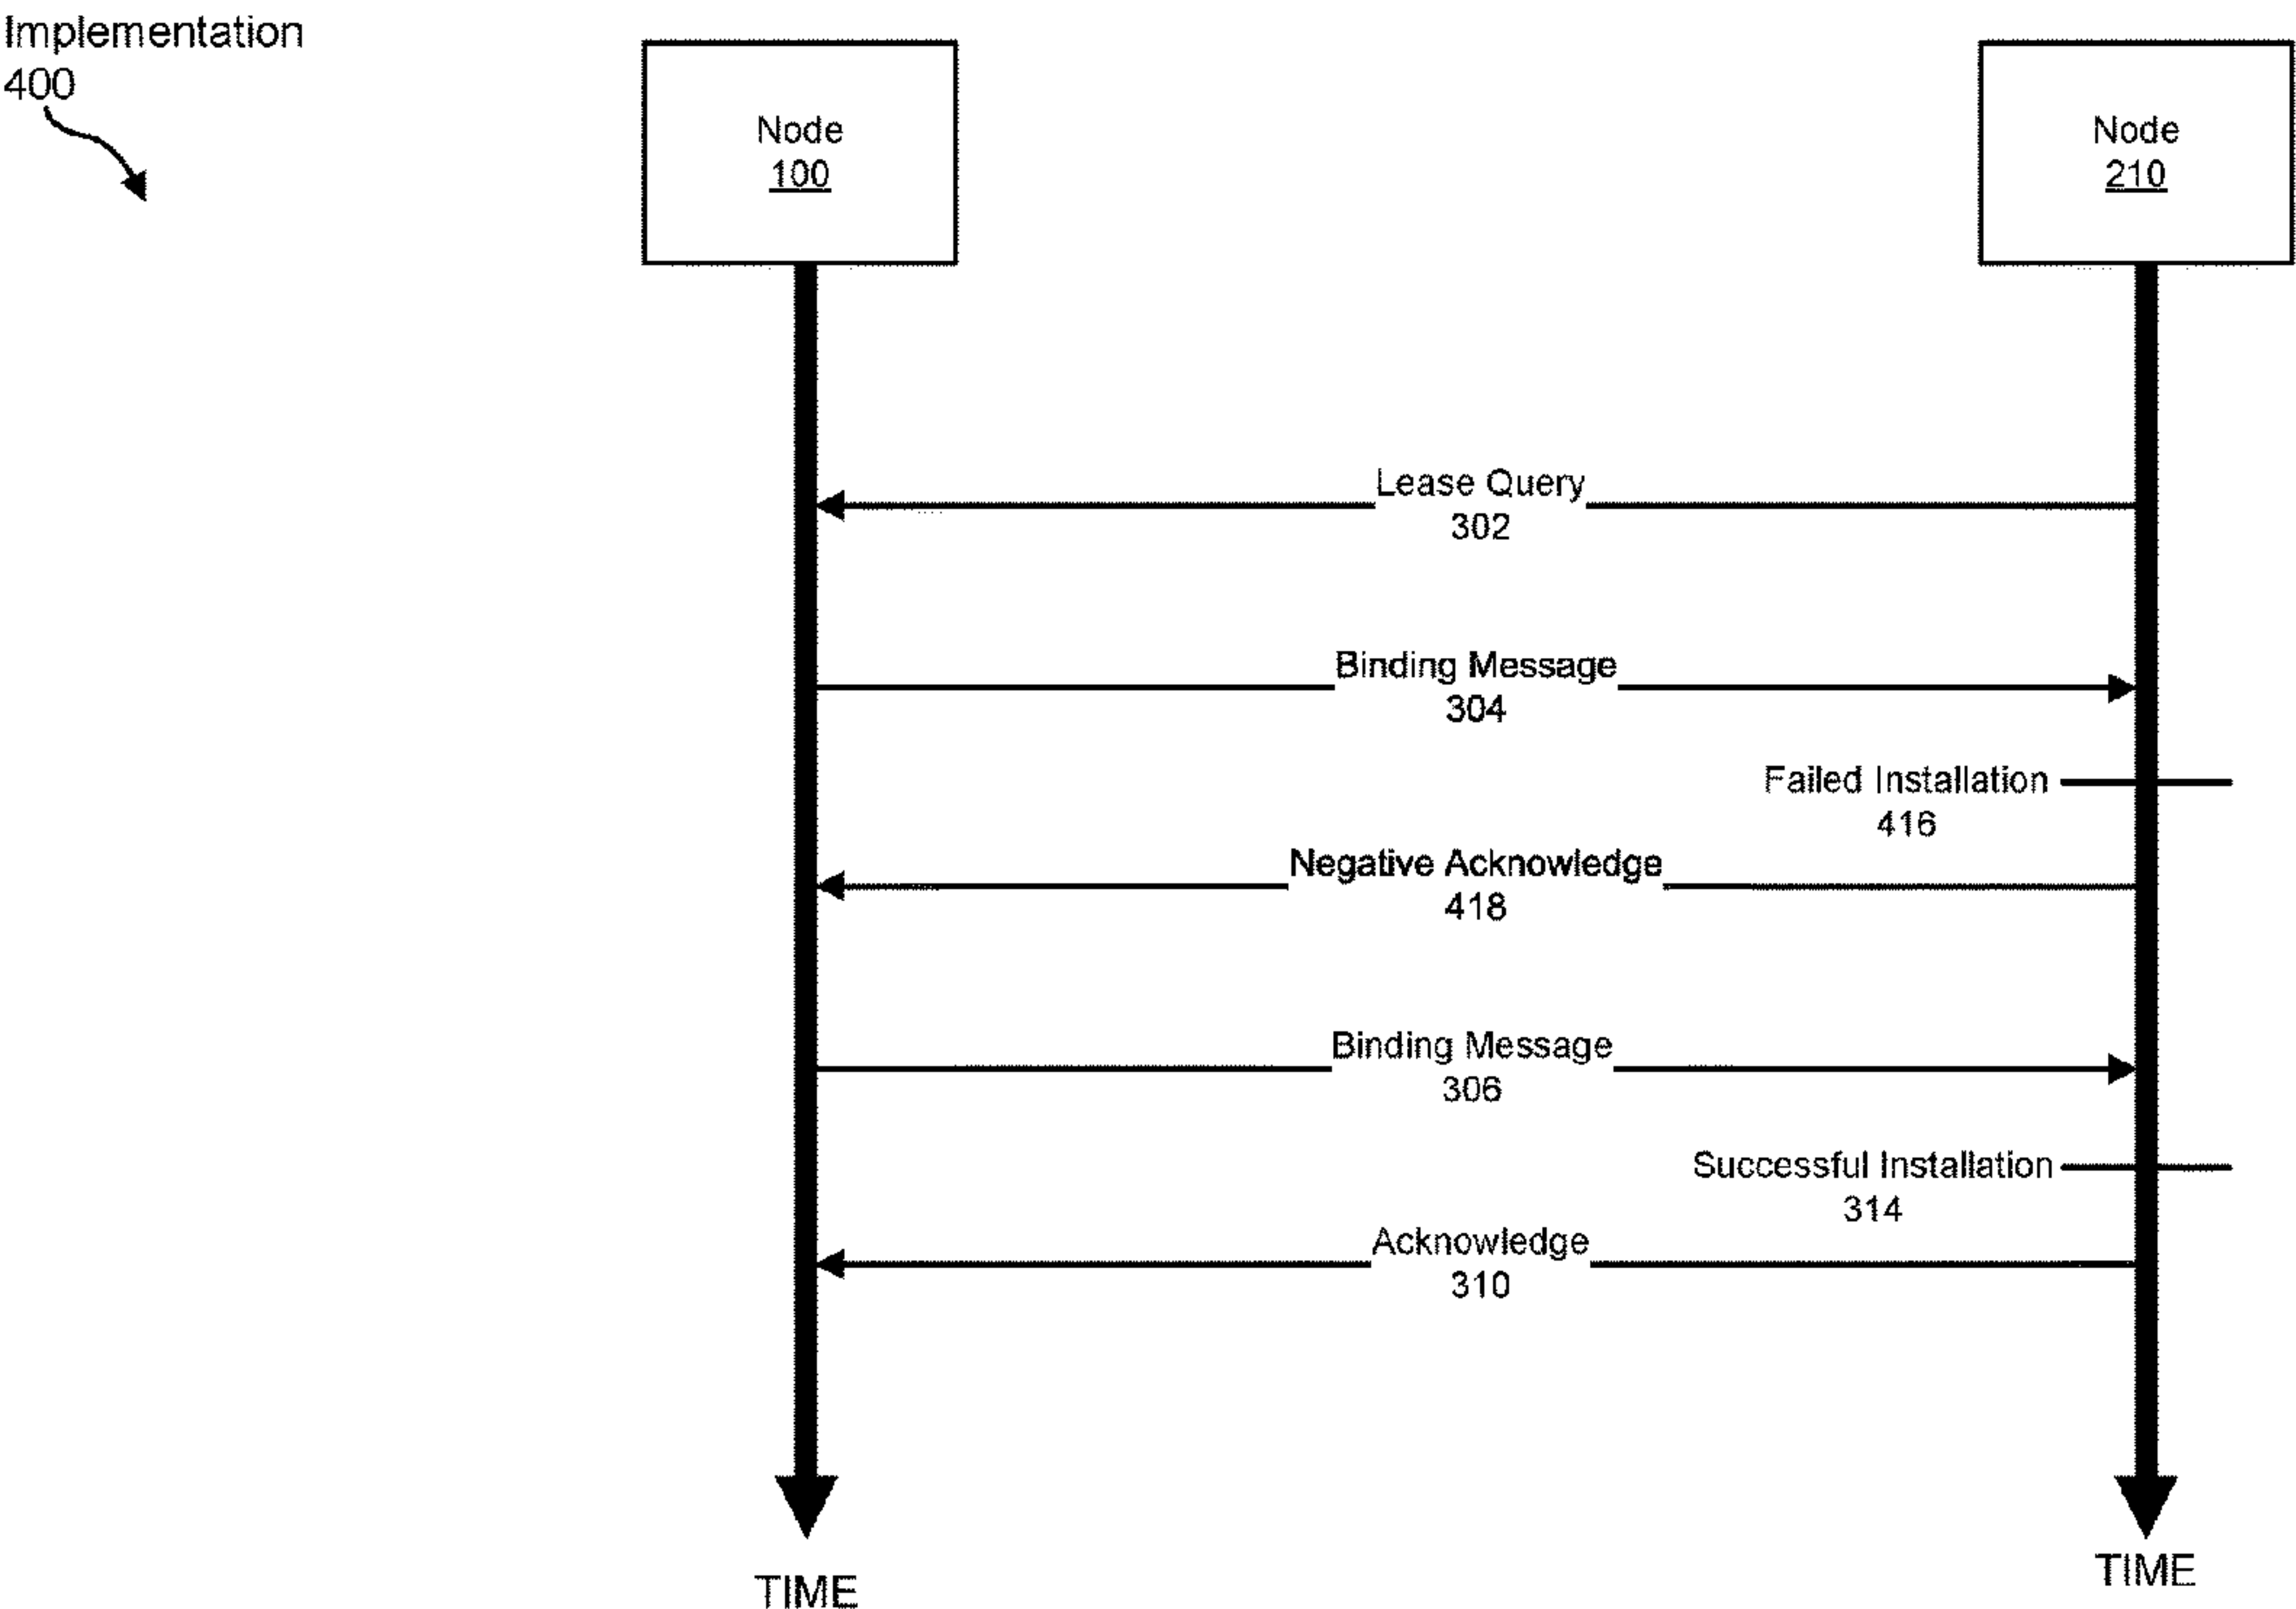 Implementation
400
Node
100
Node
210
Lease Query
302
Binding Message
304
Failed Installation
416
Negative Acknowledge
418
Binding Message
306
Successful Installation
314
Acknowledge
310
TIME
TIME